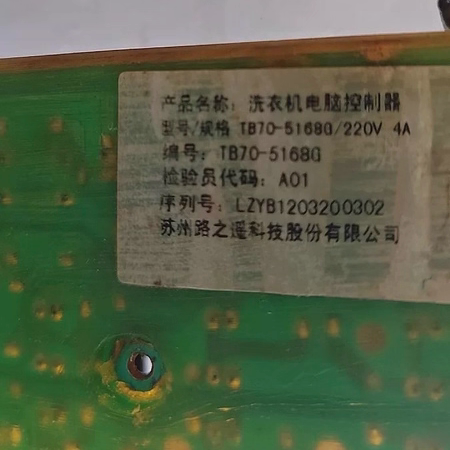 产品名称：洗衣机电脑控制器
型号/规格 TB70-5168G/220V 4A
编号：TB70-5168G
检验员代码：A01
序列号：LZYB1203200302
苏州路之遥科技股份有限公司